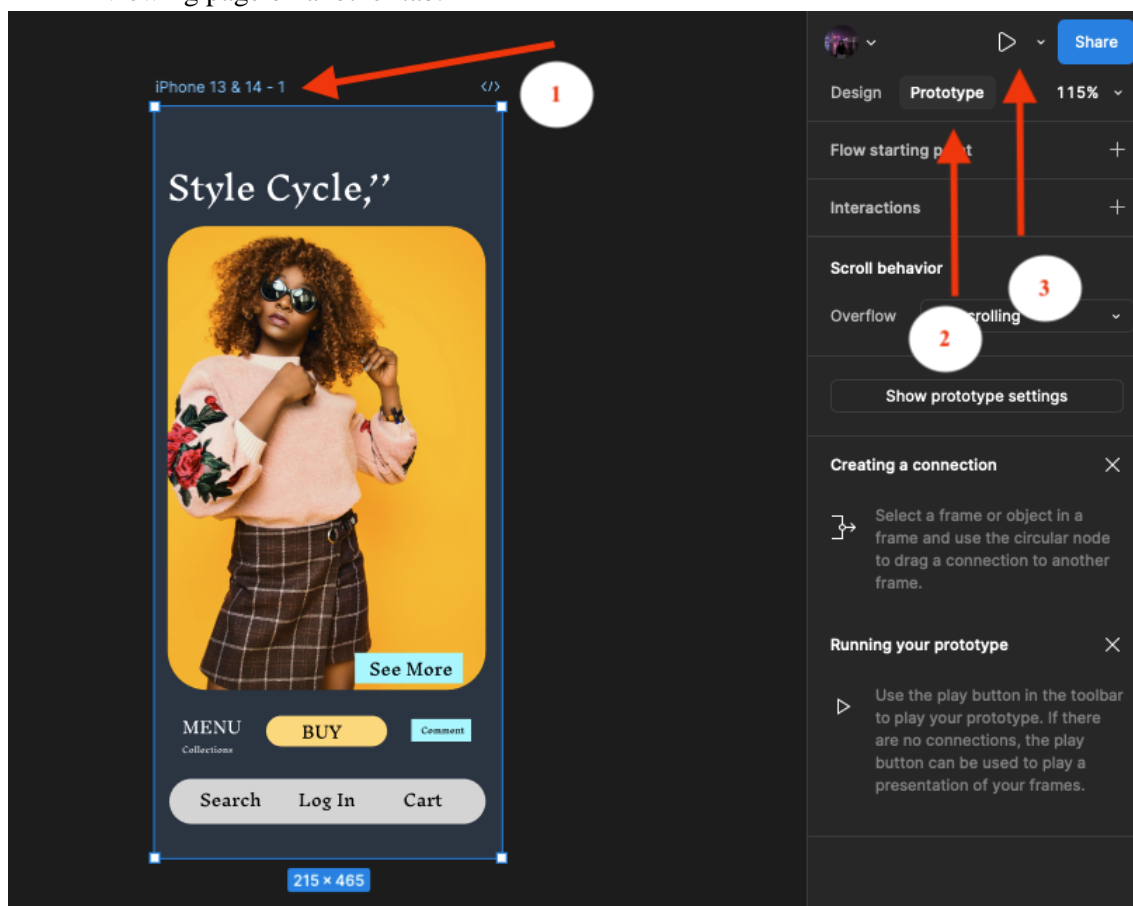 iPhone 13 & 14 - 1
</>
1
Share
Design Prototype 115%
Flow starting
Interactions
Scroll behavior
3
Overflow
2
Show prototype settings
Style Cycle,’’
See More
MENU BUY Comment
Collections
Search Log In Cart
215 × 465
Creating a connection
Select a frame or object in a
frame and use the circular node
to drag a connection to another
frame.
Running your prototype
Use the play button in the toolbar
to play your prototype. If there
are no connections, the play
button can be used to play a
presentation of your frames.